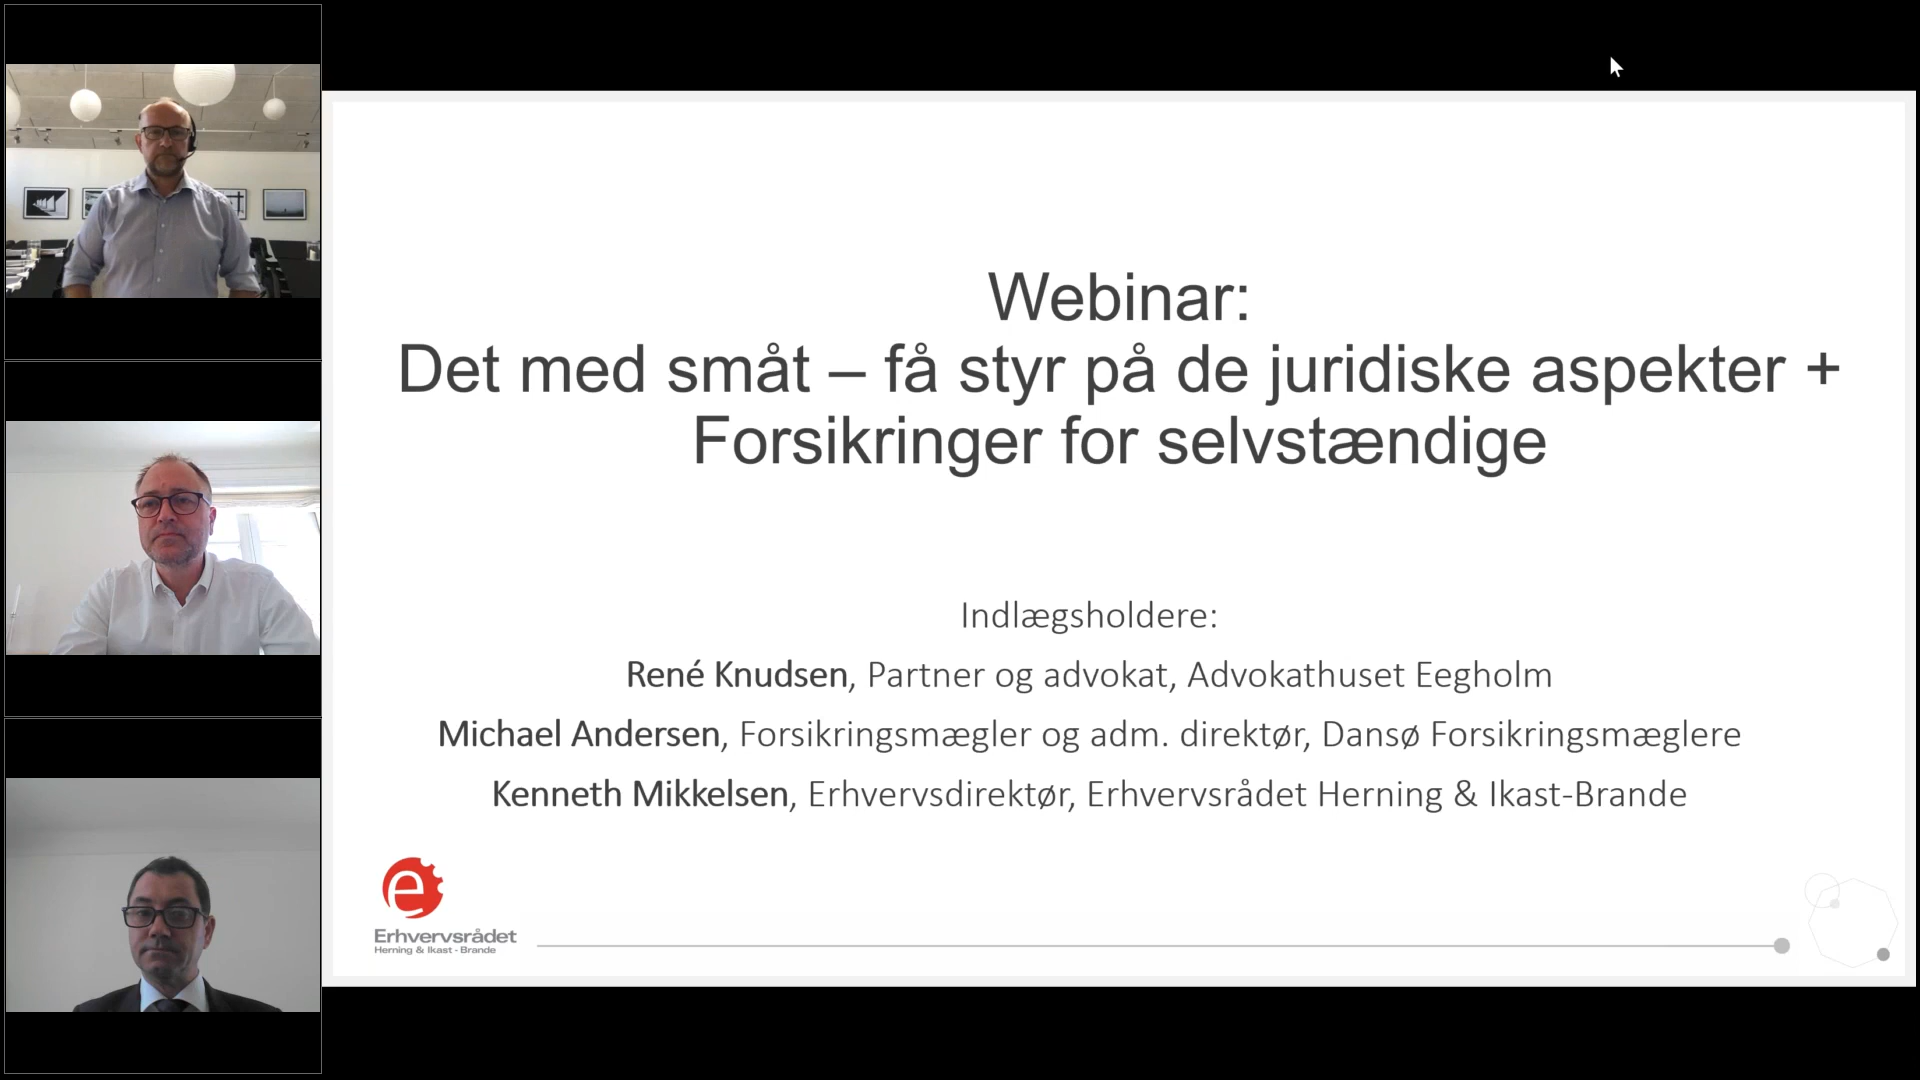 Webinar:
Det med småt – få styr på de juridiske aspekter +
Forsikringer for selvstændige
Indlægsholdere:
René Knudsen, Partner og advokat, Advokathuset Eegholm
Michael Andersen, Forsikringsmægler og adm. direktør, Dansø Forsikringsmæglere
Kenneth Mikkelsen, Erhvervsdirektør, Erhvervsrådet Herning & Ikast-Brande
e
Erhvervsrådet
Herning & Ikast - Brande